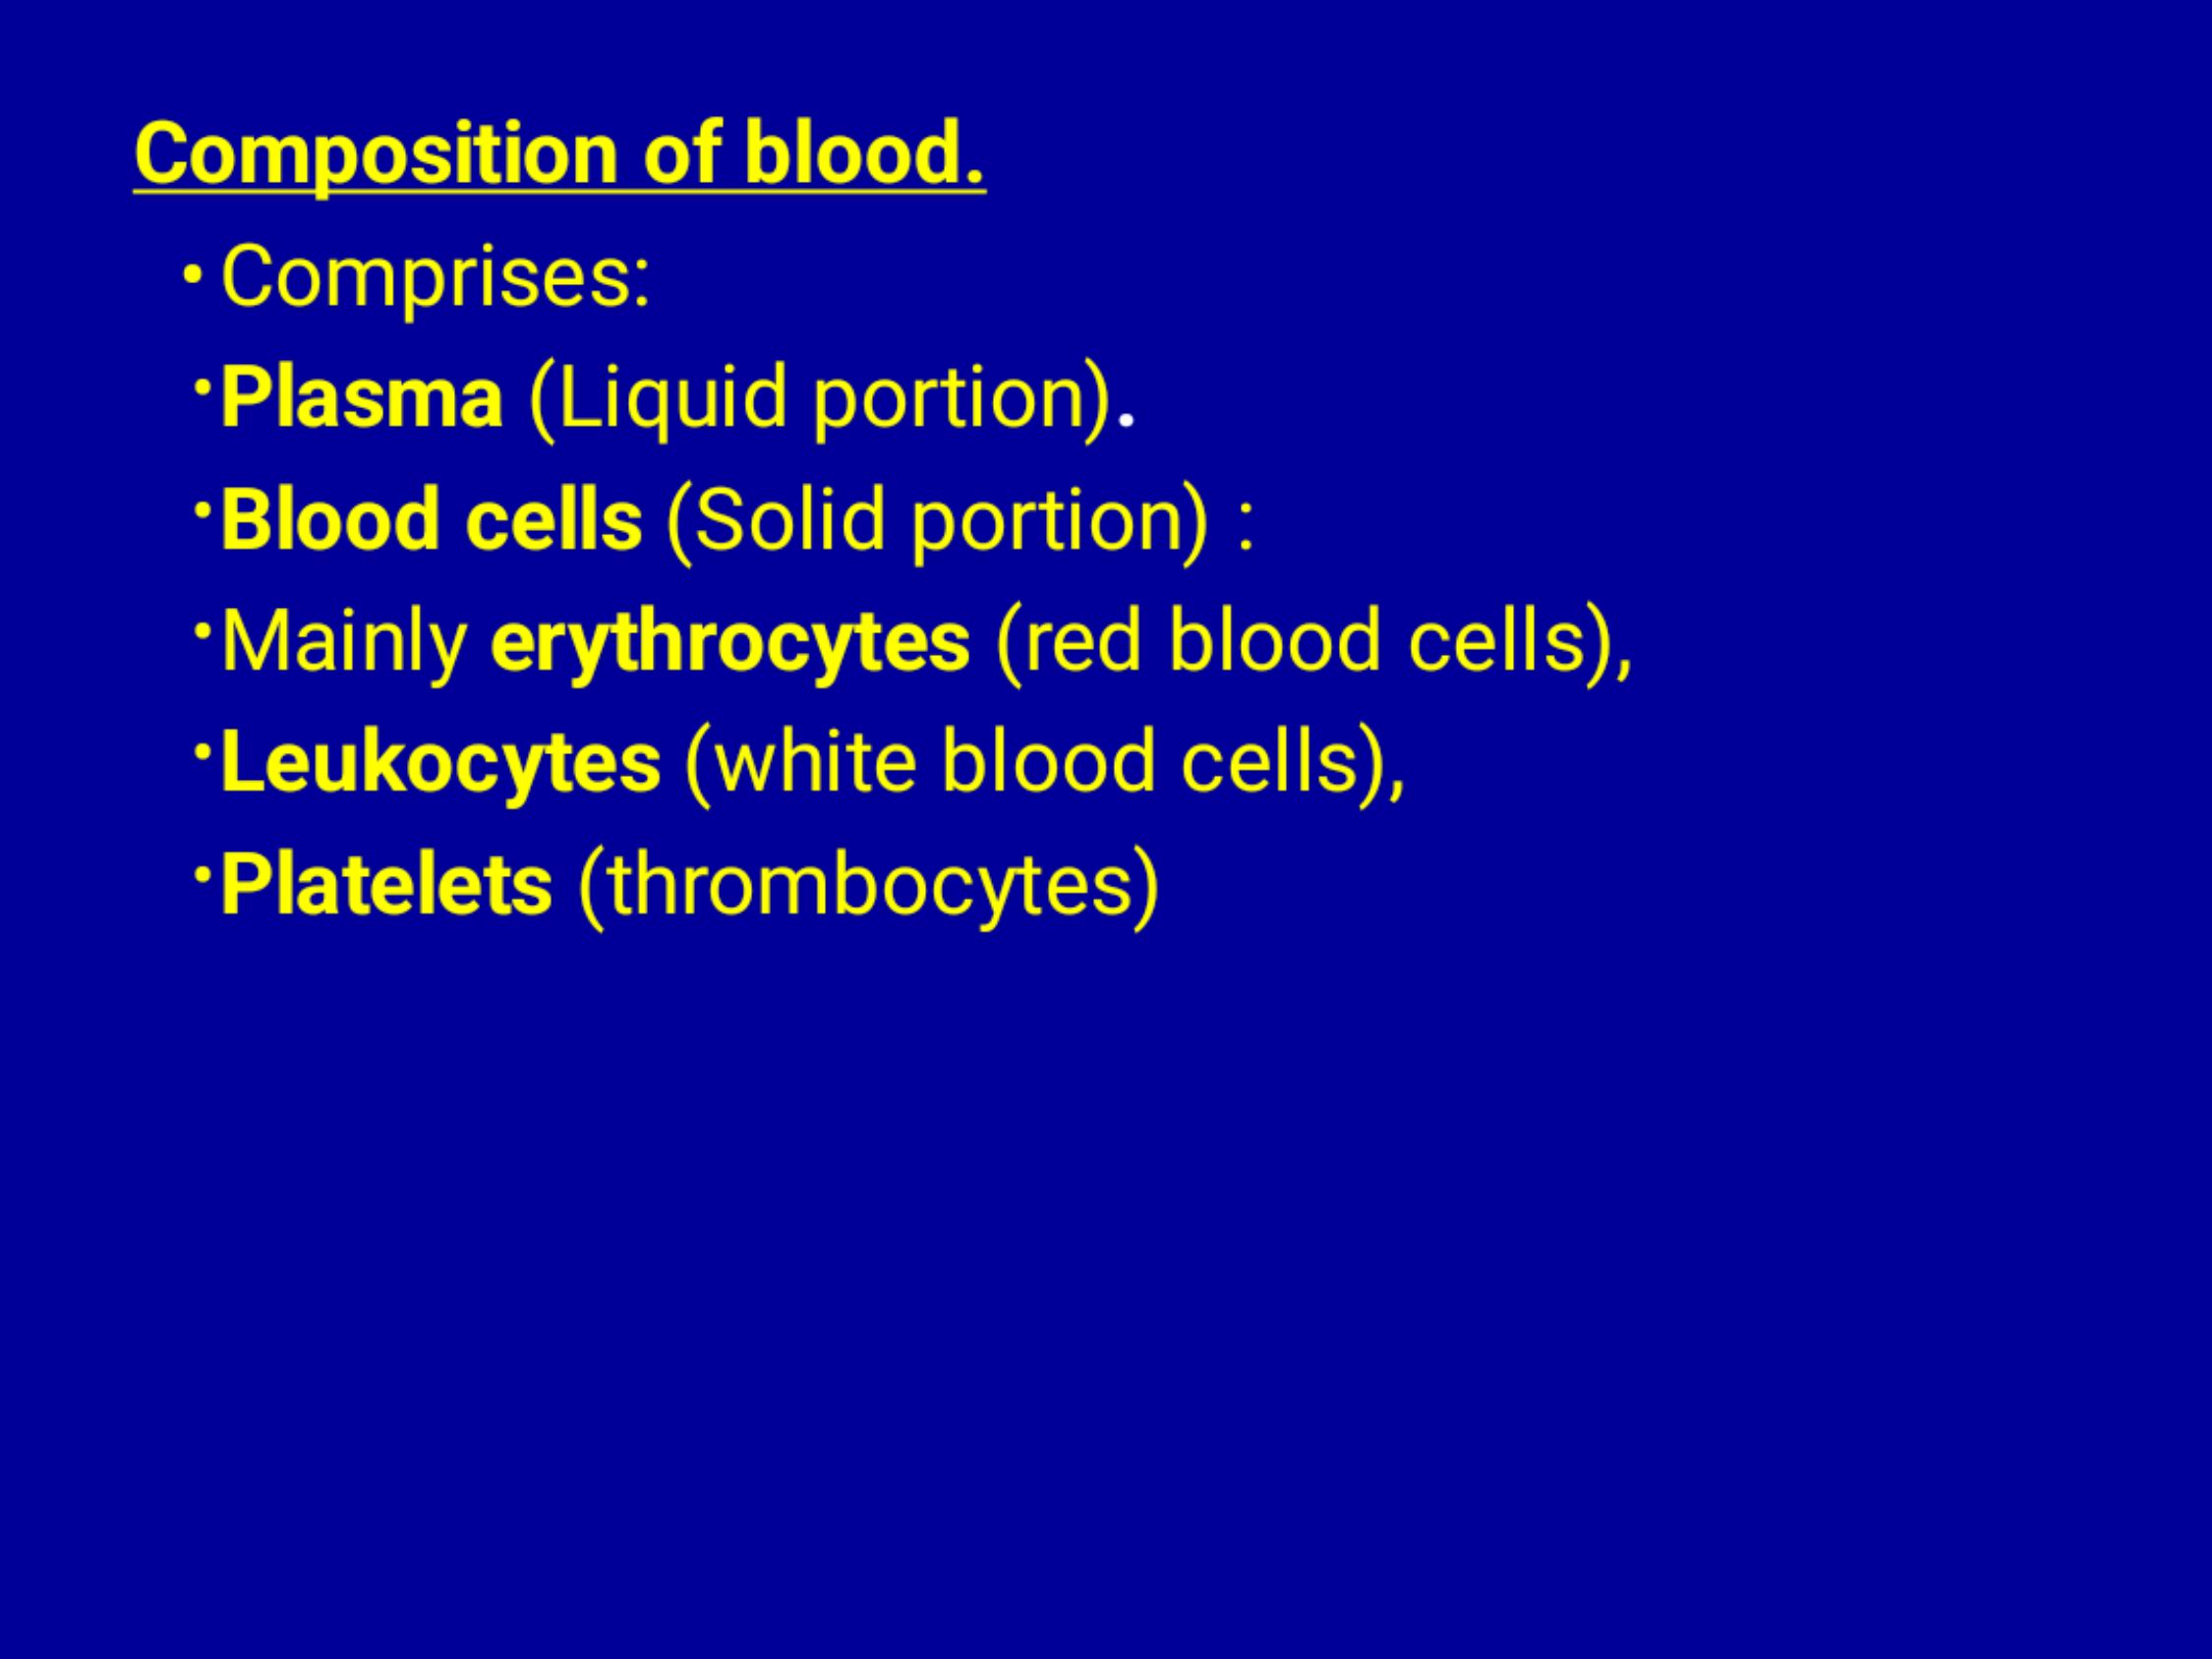 Composition of blood.
• Comprises:
•Plasma (Liquid portion).
•Blood cells (Solid portion) :
•Mainly erythrocytes (red blood cells),
•Leukocytes (white blood cells),
•Platelets (thrombocytes)